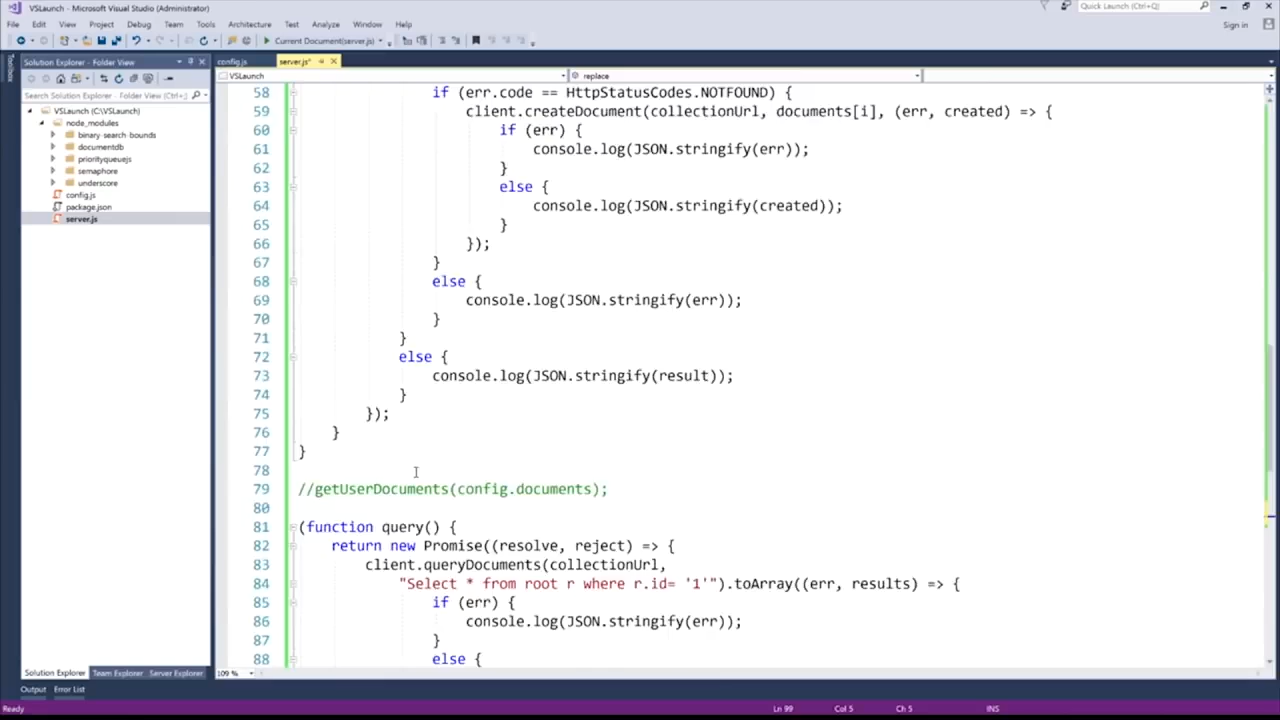 VSLaunch - Microsoft Visual Studio (Administrator)
Quick Launch (Ctrl+Q)
File Edit View Project Debug Team Tools Architecture Test Analyze Window Help
Sign in
Current Document(server.js)
Toolbox
Solution Explorer - Folder View
config.js
server.js*
VSLaunch
replace
Search Solution Explorer - Folder View (Ctrl+;)
VSLaunch (C:\VSLaunch)
node_modules
binary-search-bounds
documentdb
priorityqueuejs
semaphore
underscore
config.js
package.json
server.js
58 if (err.code == HttpStatusCodes.NOTFOUND) {
59 client.createDocument(collectionUrl, documents[i], (err, created) => {
60 if (err) {
61 console.log(JSON.stringify(err));
62 }
63 else {
64 console.log(JSON.stringify(created));
65 }
66 });
67 }
68 else {
69 console.log(JSON.stringify(err));
70 }
71 }
72 else {
73 console.log(JSON.stringify(result));
74 }
75 });
76 }
77 }
78
79 //getUserDocuments(config.documents);
80
81 (function query() {
82 return new Promise((resolve, reject) => {
83 client.queryDocuments(collectionUrl,
84 "Select * from root r where r.id= '1'").toArray((err, results) => {
85 if (err) {
86 console.log(JSON.stringify(err));
87 }
88 else {
Solution Explorer Team Explorer Server Explorer
109 %
Output Error List
Ready Ln 99 Col 5 Ch 5 INS